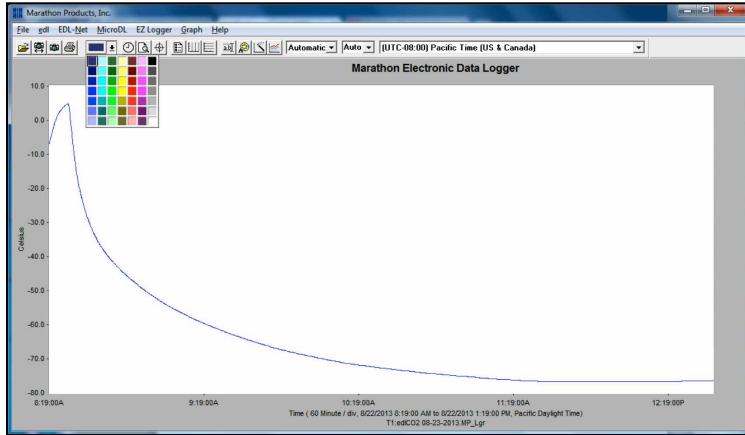 Marathon Products, Inc.
File edl EDL-Net MicroDL EZ Logger Graph Help
Automatic Auto (UTC-08:00) Pacific Time (US & Canada)
Marathon Electronic Data Logger
10.0
0.0
-10.0
-20.0
-30.0
Celsius
-40.0
-50.0
-60.0
-70.0
-80.0
8:19:00A 9:19:00A 10:19:00A 11:19:00A 12:19:00P
Time ( 60 Minute / div, 8/22/2013 8:19:00 AM to 8/22/2013 1:19:00 PM, Pacific Daylight Time)
T1:edlCO2 08-23-2013.MP_Lgr